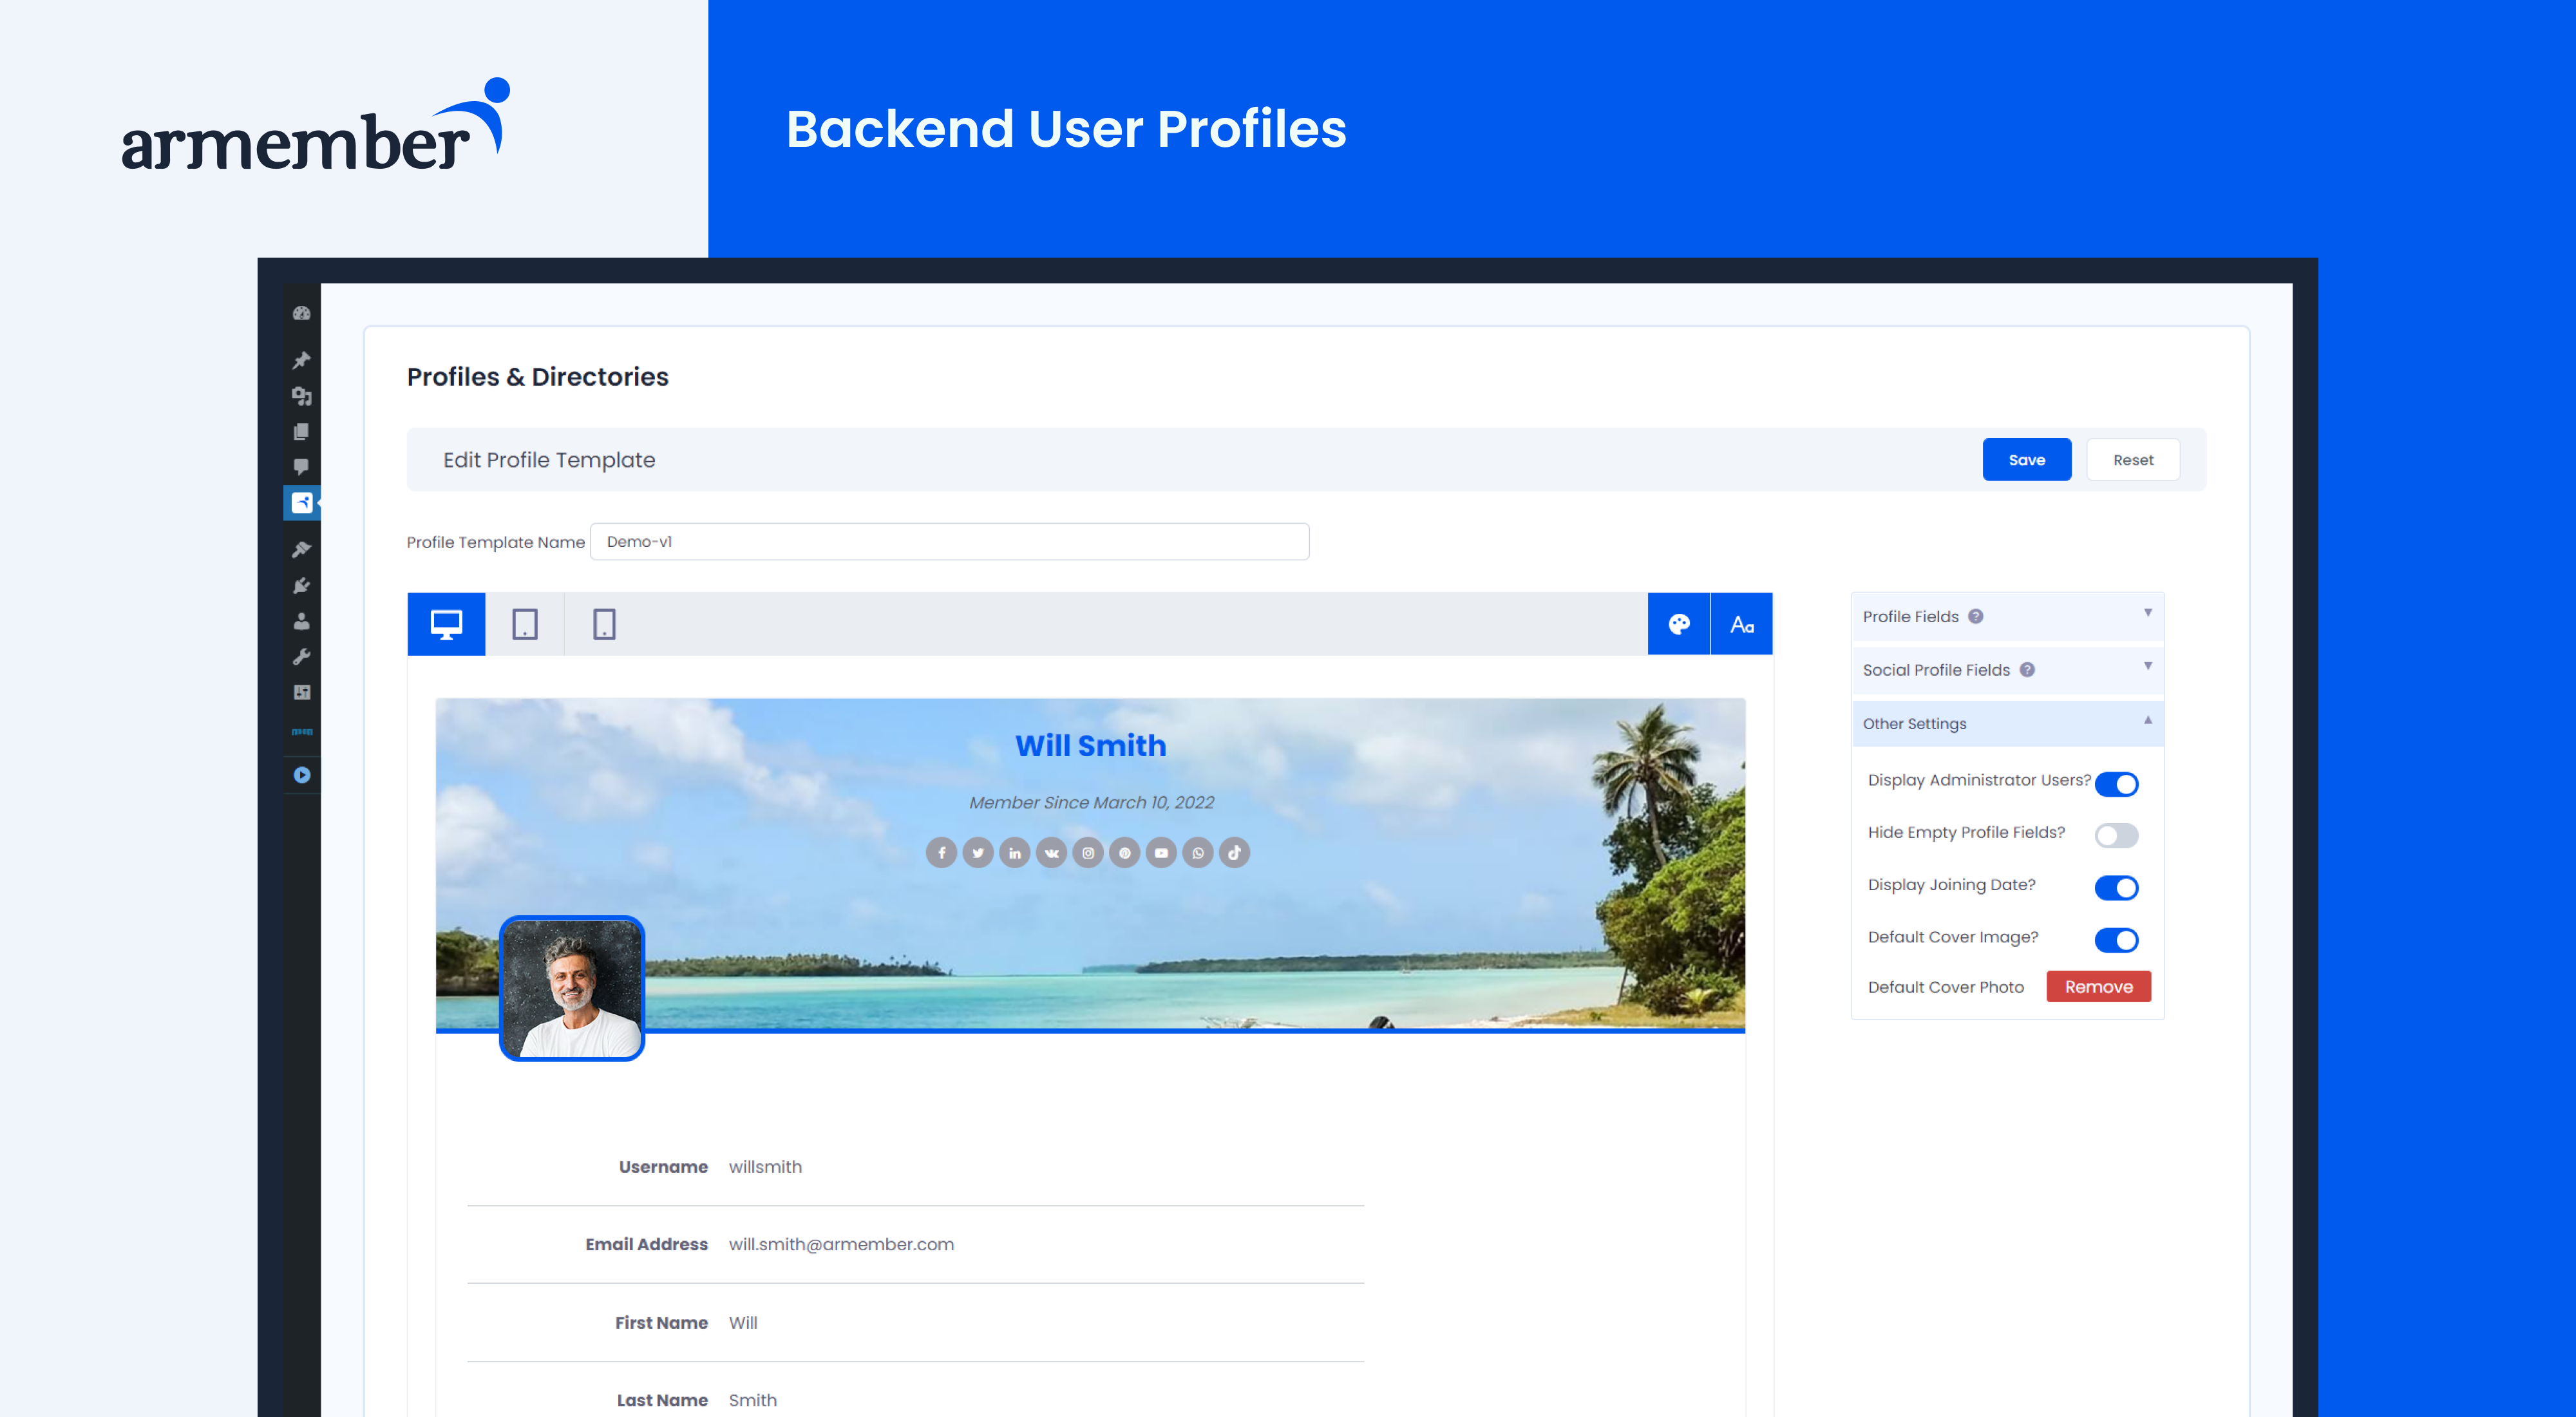 armember
Backend User Profiles
Profiles & Directories
Edit Profile Template
Save
Reset
Profile Template Name
Demo-v1
Aa
Profile Fields ?
Social Profile Fields ?
Other Settings
Display Administrator Users?
Hide Empty Profile Fields?
Display Joining Date?
Default Cover Image?
Default Cover Photo
Remove
Will Smith
Member Since March 10, 2022
Username willsmith
Email Address will.smith@armember.com
First Name Will
Last Name Smith